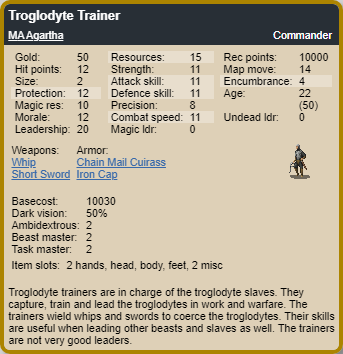 Troglodyte Trainer
MA Agartha Commander
Gold: 50 Resources: 15 Rec points: 10000
Hit points: 12 Strength: 11 Map move: 14
Size: 2 Attack skill: 11 Encumbrance: 4
Protection: 12 Defence skill: 11 Age: 22
Magic res: 10 Precision: 8 (50)
Morale: 12 Combat speed: 11 Undead ldr: 0
Leadership: 20 Magic ldr: 0
Weapons: Armor:
Whip Chain Mail Cuirass
Short Sword Iron Cap
Basecost: 10030
Dark vision: 50%
Ambidextrous: 2
Beast master: 2
Task master: 2
Item slots: 2 hands, head, body, feet, 2 misc
Troglodyte trainers are in charge of the troglodyte slaves. They
capture, train and lead the troglodytes in work and warfare. The
trainers wield whips and swords to coerce the troglodytes. Their skills
are useful when leading other beasts and slaves as well. The trainers
are not very good leaders.